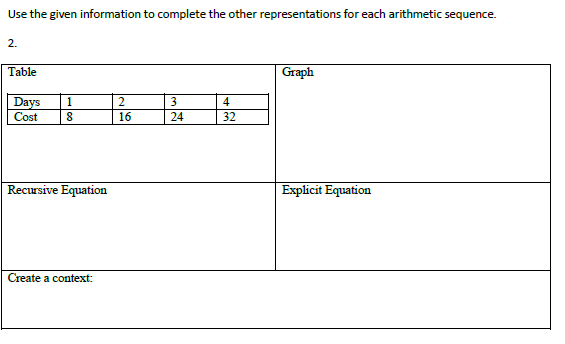 Use the given information to complete the other representations for each arithmetic sequence.
2.
Table
Graph
Days 1 2 3 4
Cost 8 16 24 32
Recursive Equation
Explicit Equation
Create a context: